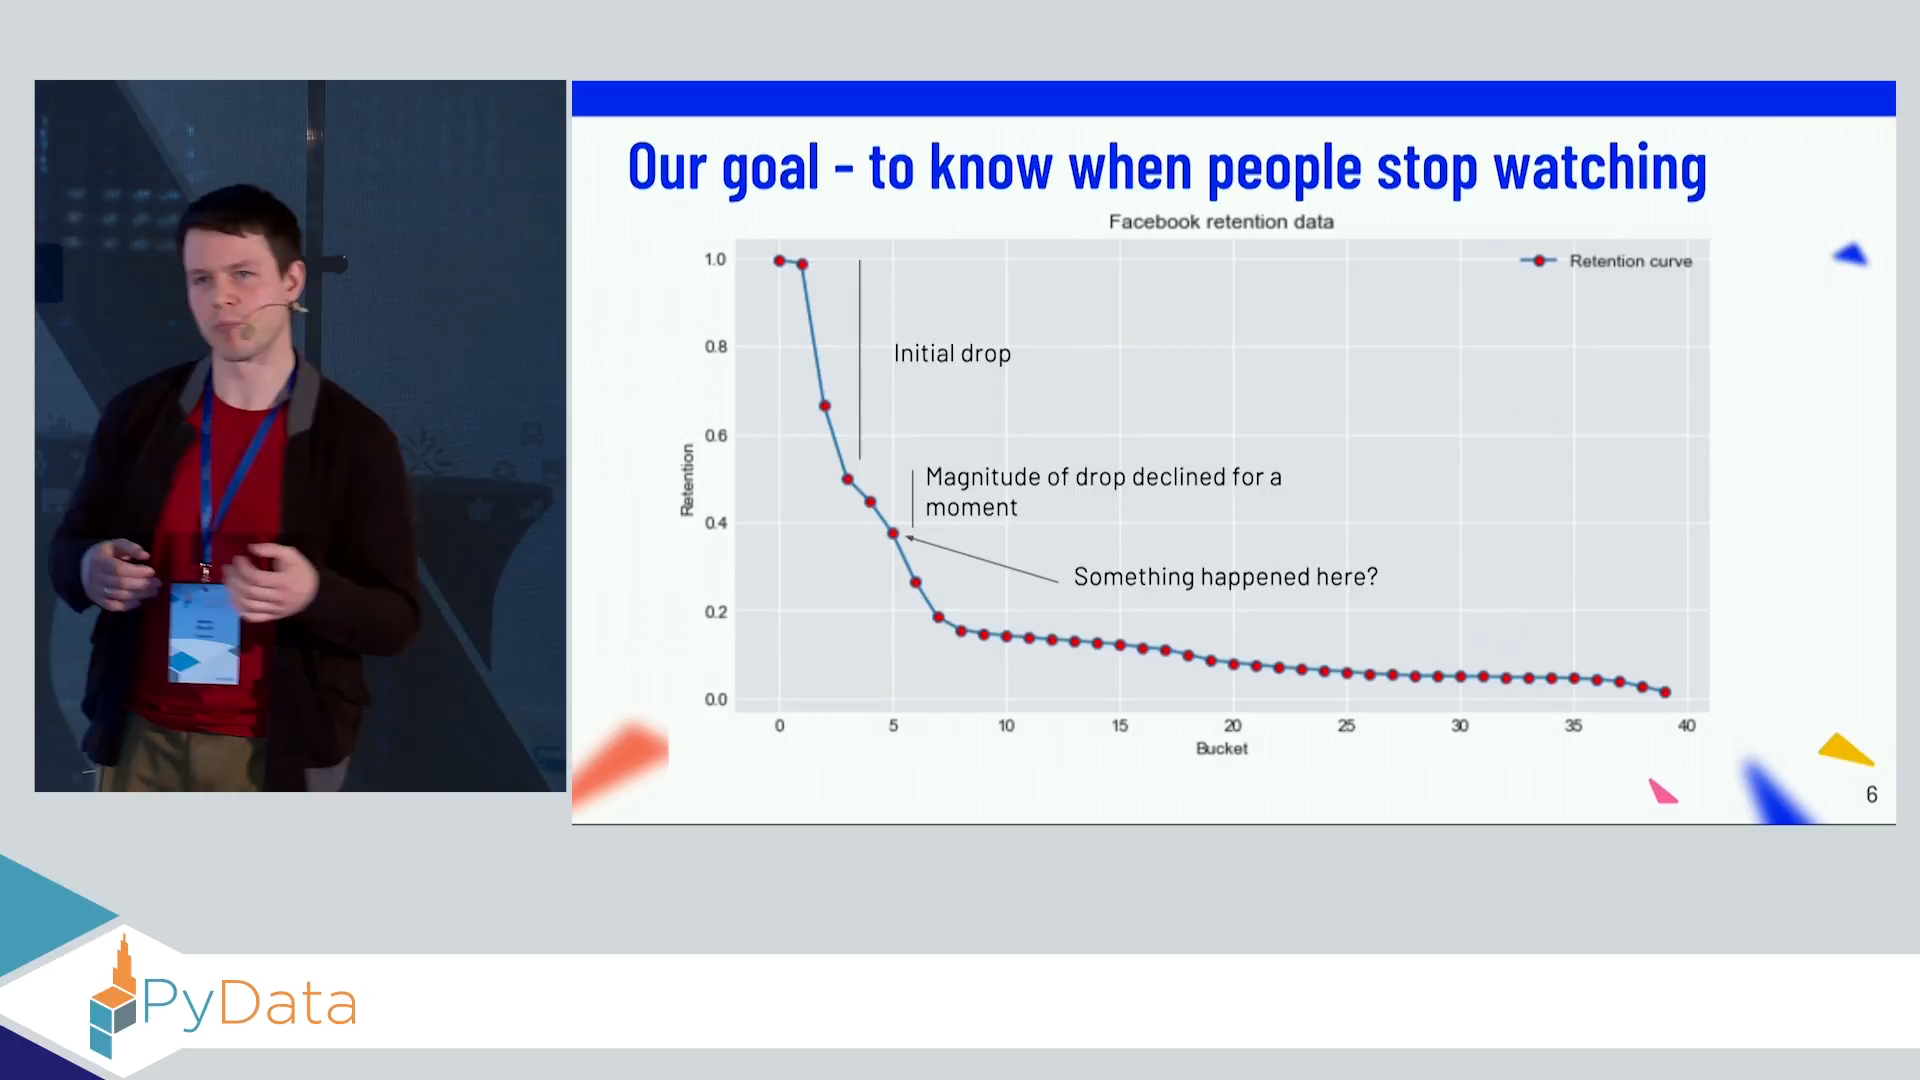 Our goal - to know when people stop watching
Facebook retention data
Retention curve
1.0
0.8
0.6
0.4
0.2
0.0
Retention
Initial drop
Magnitude of drop declined for a
moment
Something happened here?
0 5 10 15 20 25 30 35 40
Bucket
6
PyData